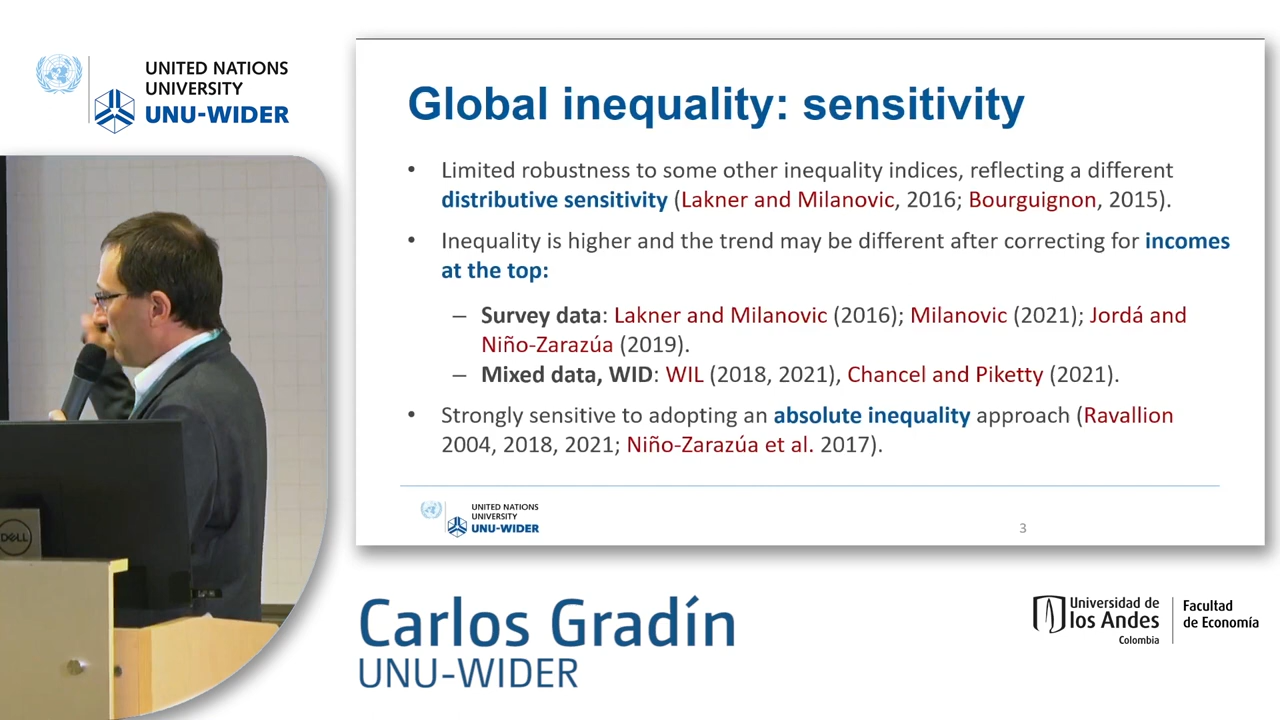 UNITED NATIONS
UNIVERSITY
UNU-WIDER
Global inequality: sensitivity
• Limited robustness to some other inequality indices, reflecting a different
distributive sensitivity (Lakner and Milanovic, 2016; Bourguignon, 2015).
• Inequality is higher and the trend may be different after correcting for incomes
at the top:
– Survey data: Lakner and Milanovic (2016); Milanovic (2021); Jordá and
Niño-Zarazúa (2019).
– Mixed data, WID: WIL (2018, 2021), Chancel and Piketty (2021).
• Strongly sensitive to adopting an absolute inequality approach (Ravallion
2004, 2018, 2021; Niño-Zarazúa et al. 2017).
UNITED NATIONS
UNIVERSITY
UNU-WIDER
3
DELL
Carlos Gradín
UNU-WIDER
Universidad de
los Andes
Colombia
Facultad
de Economía